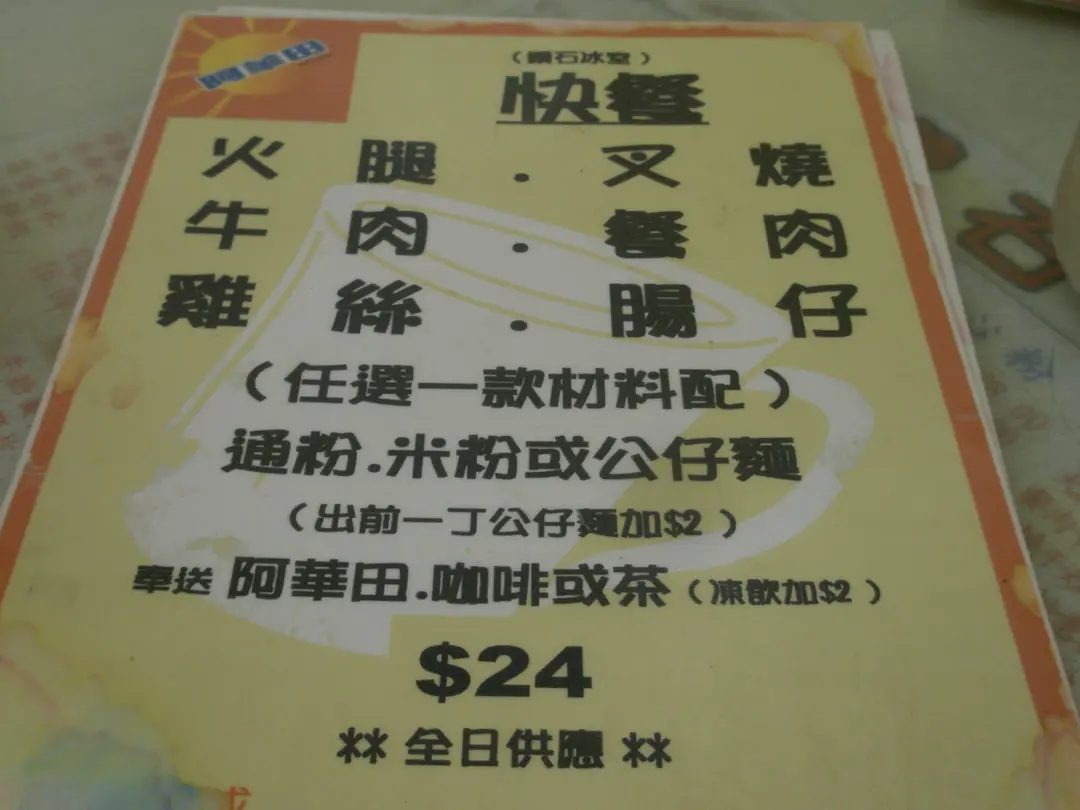 阿華田
(鑽石冰室)
快餐
火腿.叉燒
牛肉.餐肉
雞絲.腸仔
(任選一款材料配)
通粉.米粉或公仔麵
(出前一丁公仔麵加$2)
奉送 阿華田.咖啡或茶(凍飲加$2)
$24
** 全日供應 **